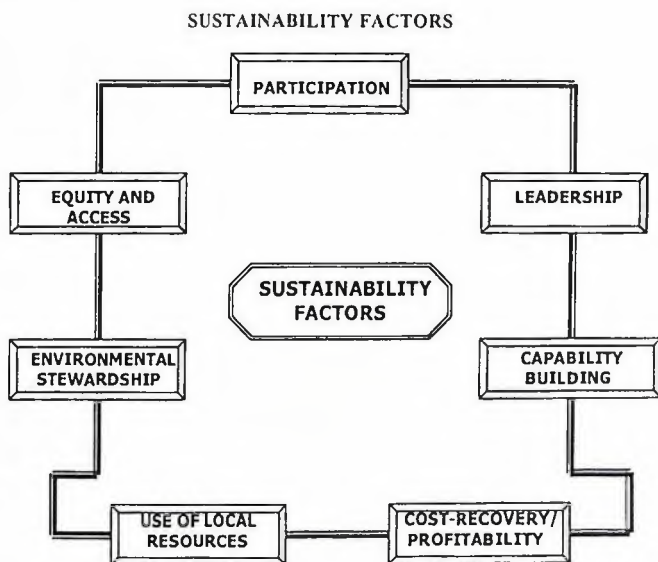 SUSTAINABILITY FACTORS
PARTICIPATION
EQUITY AND
ACCESS
LEADERSHIP
SUSTAINABILITY
FACTORS
ENVIRONMENTAL
STEWARDSHIP
CAPABILITY
BUILDING
USE OF LOCAL
RESOURCES
COST-RECOVERY/
PROFITABILITY